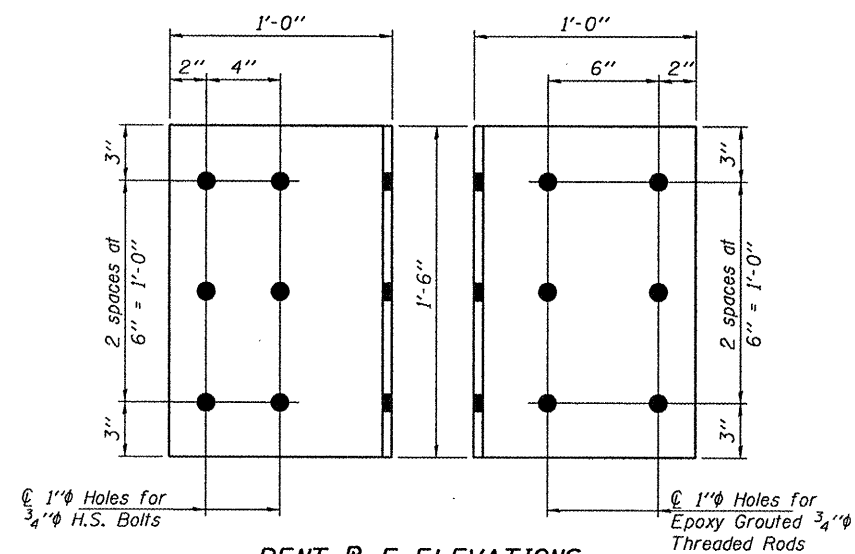 1'-0"
1'-0"
2"
4"
6"
2"
3"
3"
2 spaces at
6" = 1'-0"
1'-6"
2 spaces at
6" = 1'-0"
3"
3"
℄ 1"φ Holes for
3/4"φ H.S. Bolts
℄ 1"φ Holes for
Epoxy Grouted 3/4"φ
Threaded Rods